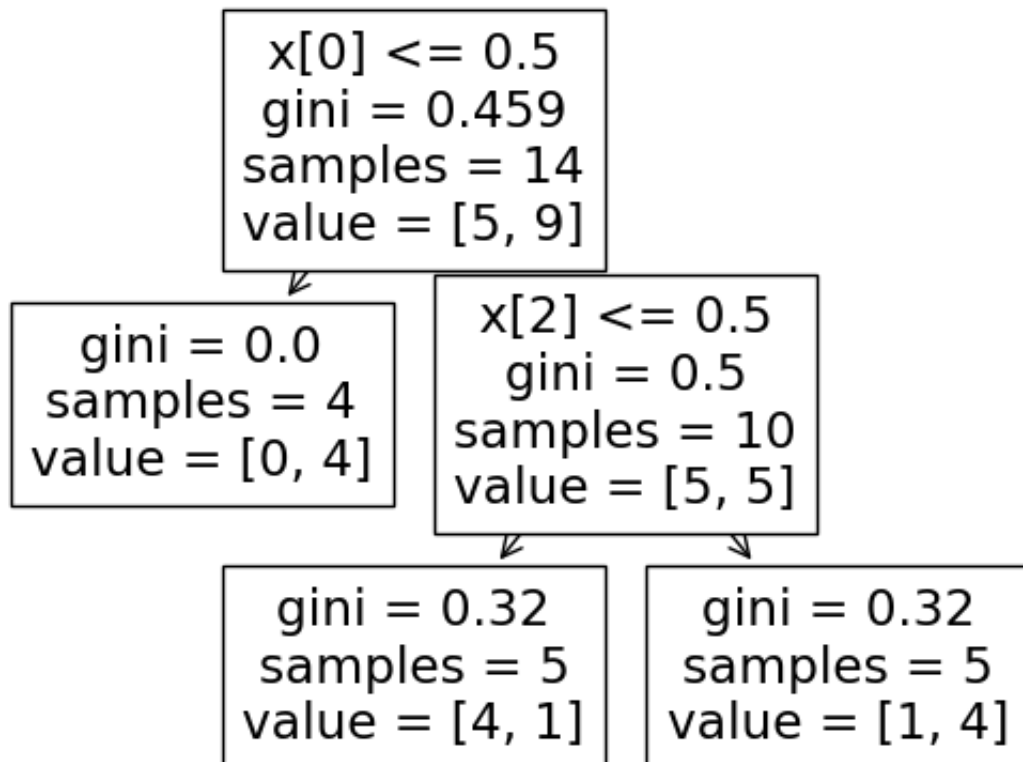 x[0] <= 0.5
gini = 0.459
samples = 14
value = [5, 9]
gini = 0.0
samples = 4
value = [0, 4]
x[2] <= 0.5
gini = 0.5
samples = 10
value = [5, 5]
gini = 0.32
samples = 5
value = [4, 1]
gini = 0.32
samples = 5
value = [1, 4]